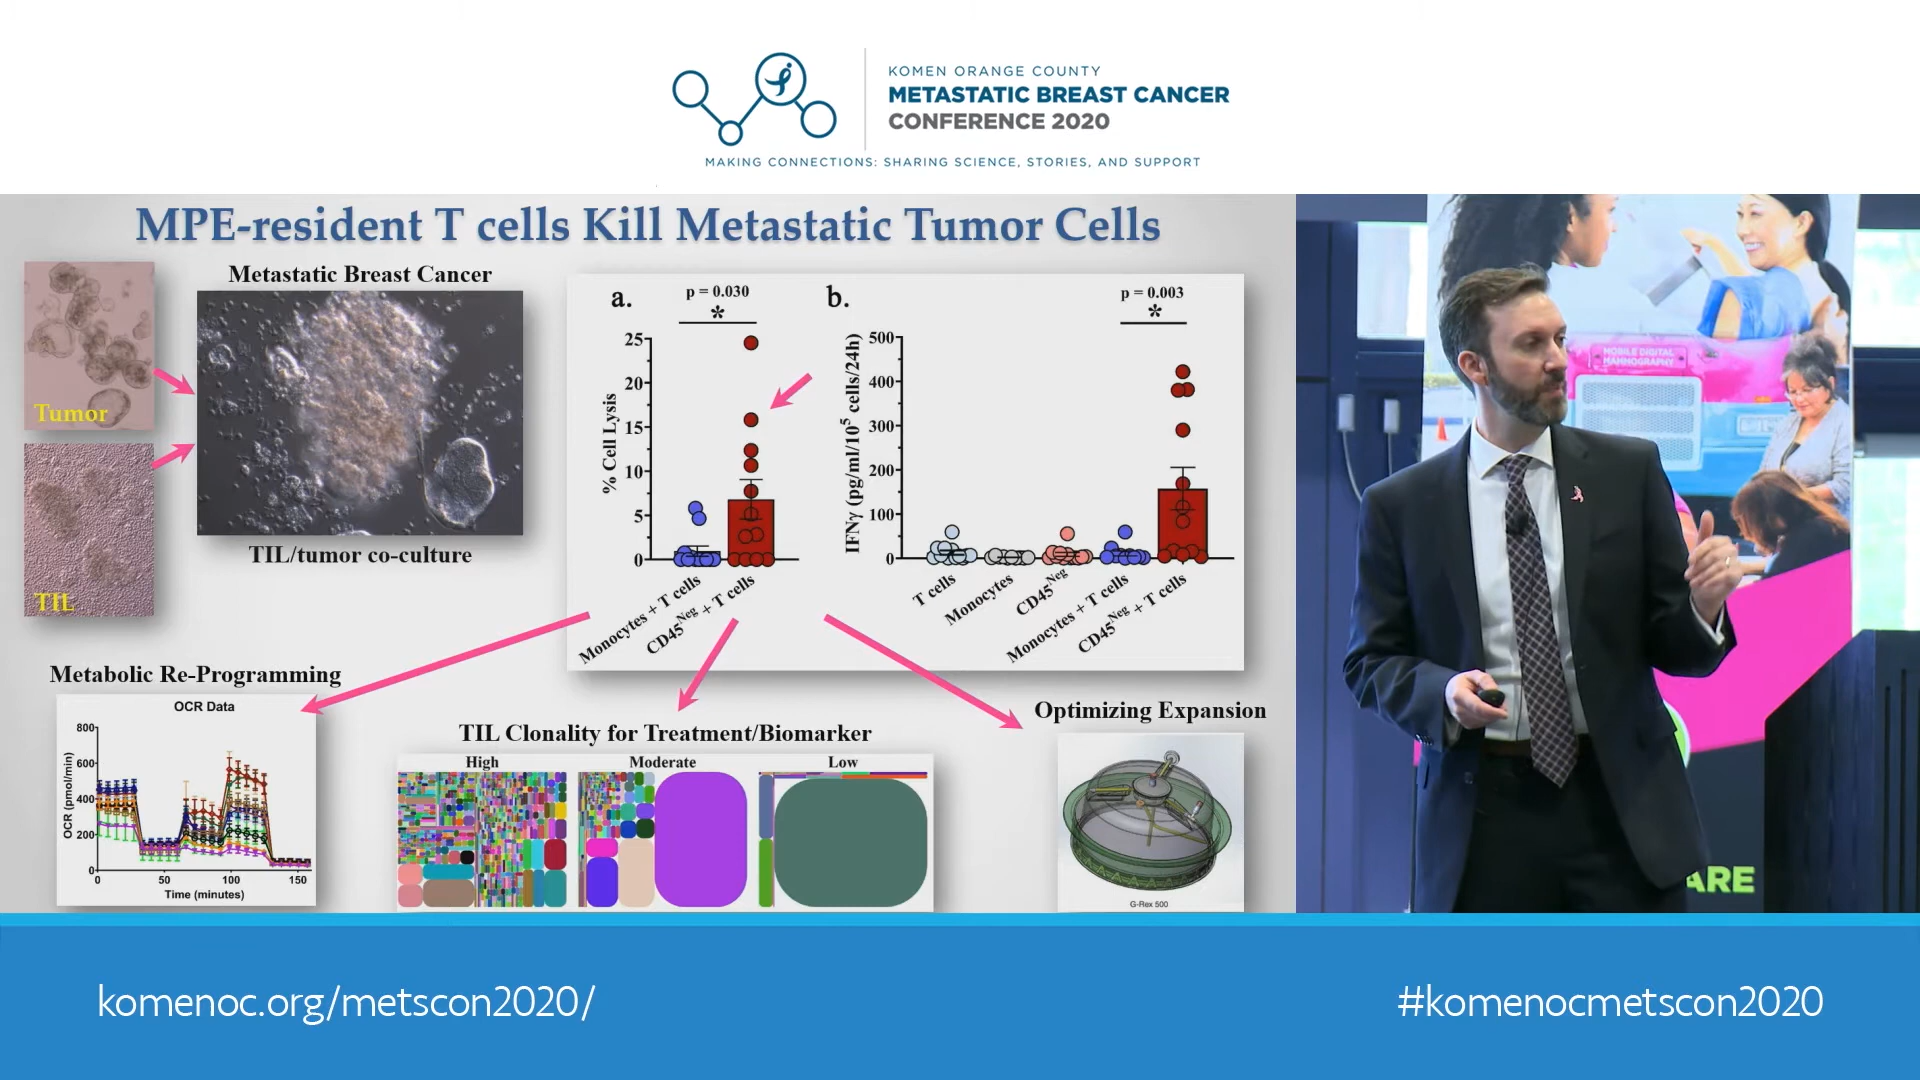 KOMEN ORANGE COUNTY
METASTATIC BREAST CANCER
CONFERENCE 2020
MAKING CONNECTIONS: SHARING SCIENCE, STORIES, AND SUPPORT
MPE-resident T cells Kill Metastatic Tumor Cells
Tumor
TIL
Metastatic Breast Cancer
TIL/tumor co-culture
a.
p = 0.030
*
% Cell Lysis
25
20
15
10
5
0
Monocytes + T cells
CD45Neg + T cells
b.
p = 0.003
*
IFNγ (pg/ml/10⁵ cells/24h)
500
400
300
200
100
0
T cells
Monocytes
CD45Neg
Monocytes + T cells
CD45Neg + T cells
Metabolic Re-Programming
OCR Data
OCR (pmol/min)
800
600
400
200
0
0 50 100 150
Time (minutes)
TIL Clonality for Treatment/Biomarker
High Moderate Low
Optimizing Expansion
G-Rex 500
MOBILE DIGITAL
MAMMOGRAPHY
ARE
komenoc.org/metscon2020/
#komenocmetscon2020